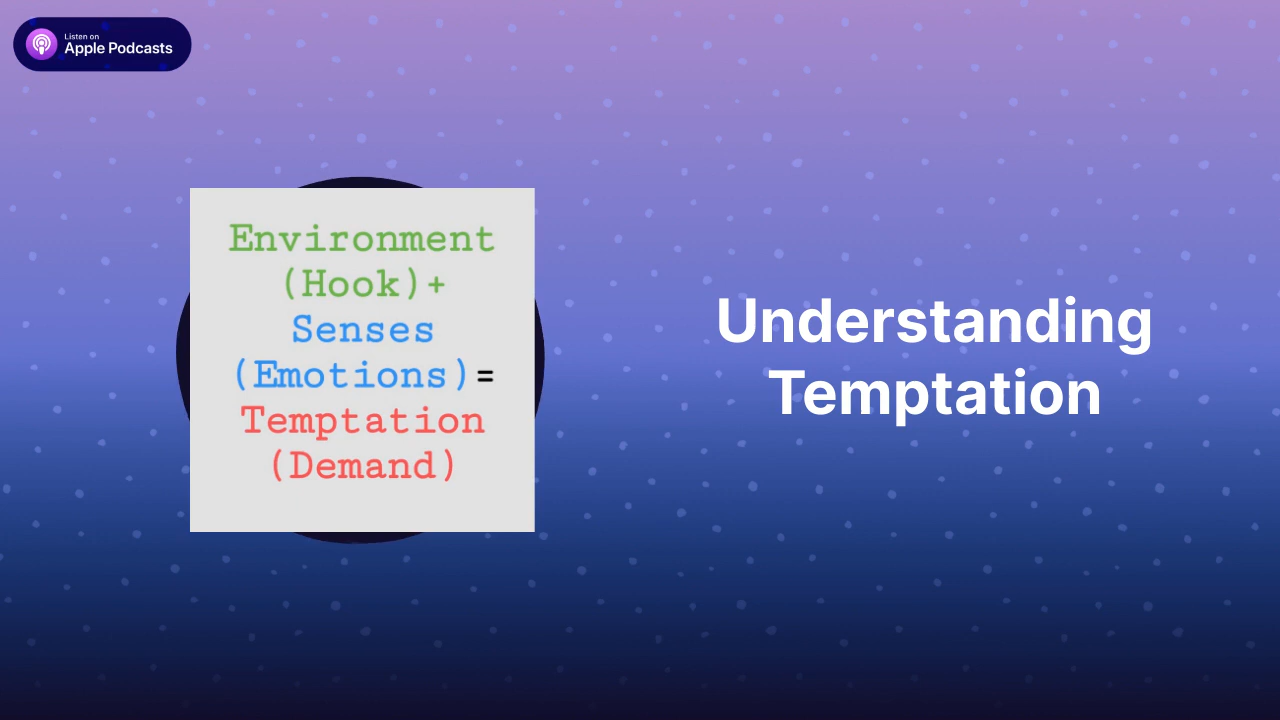 Listen on
Apple Podcasts
Environment
(Hook)+
Senses
(Emotions)=
Temptation
(Demand)
Understanding
Temptation